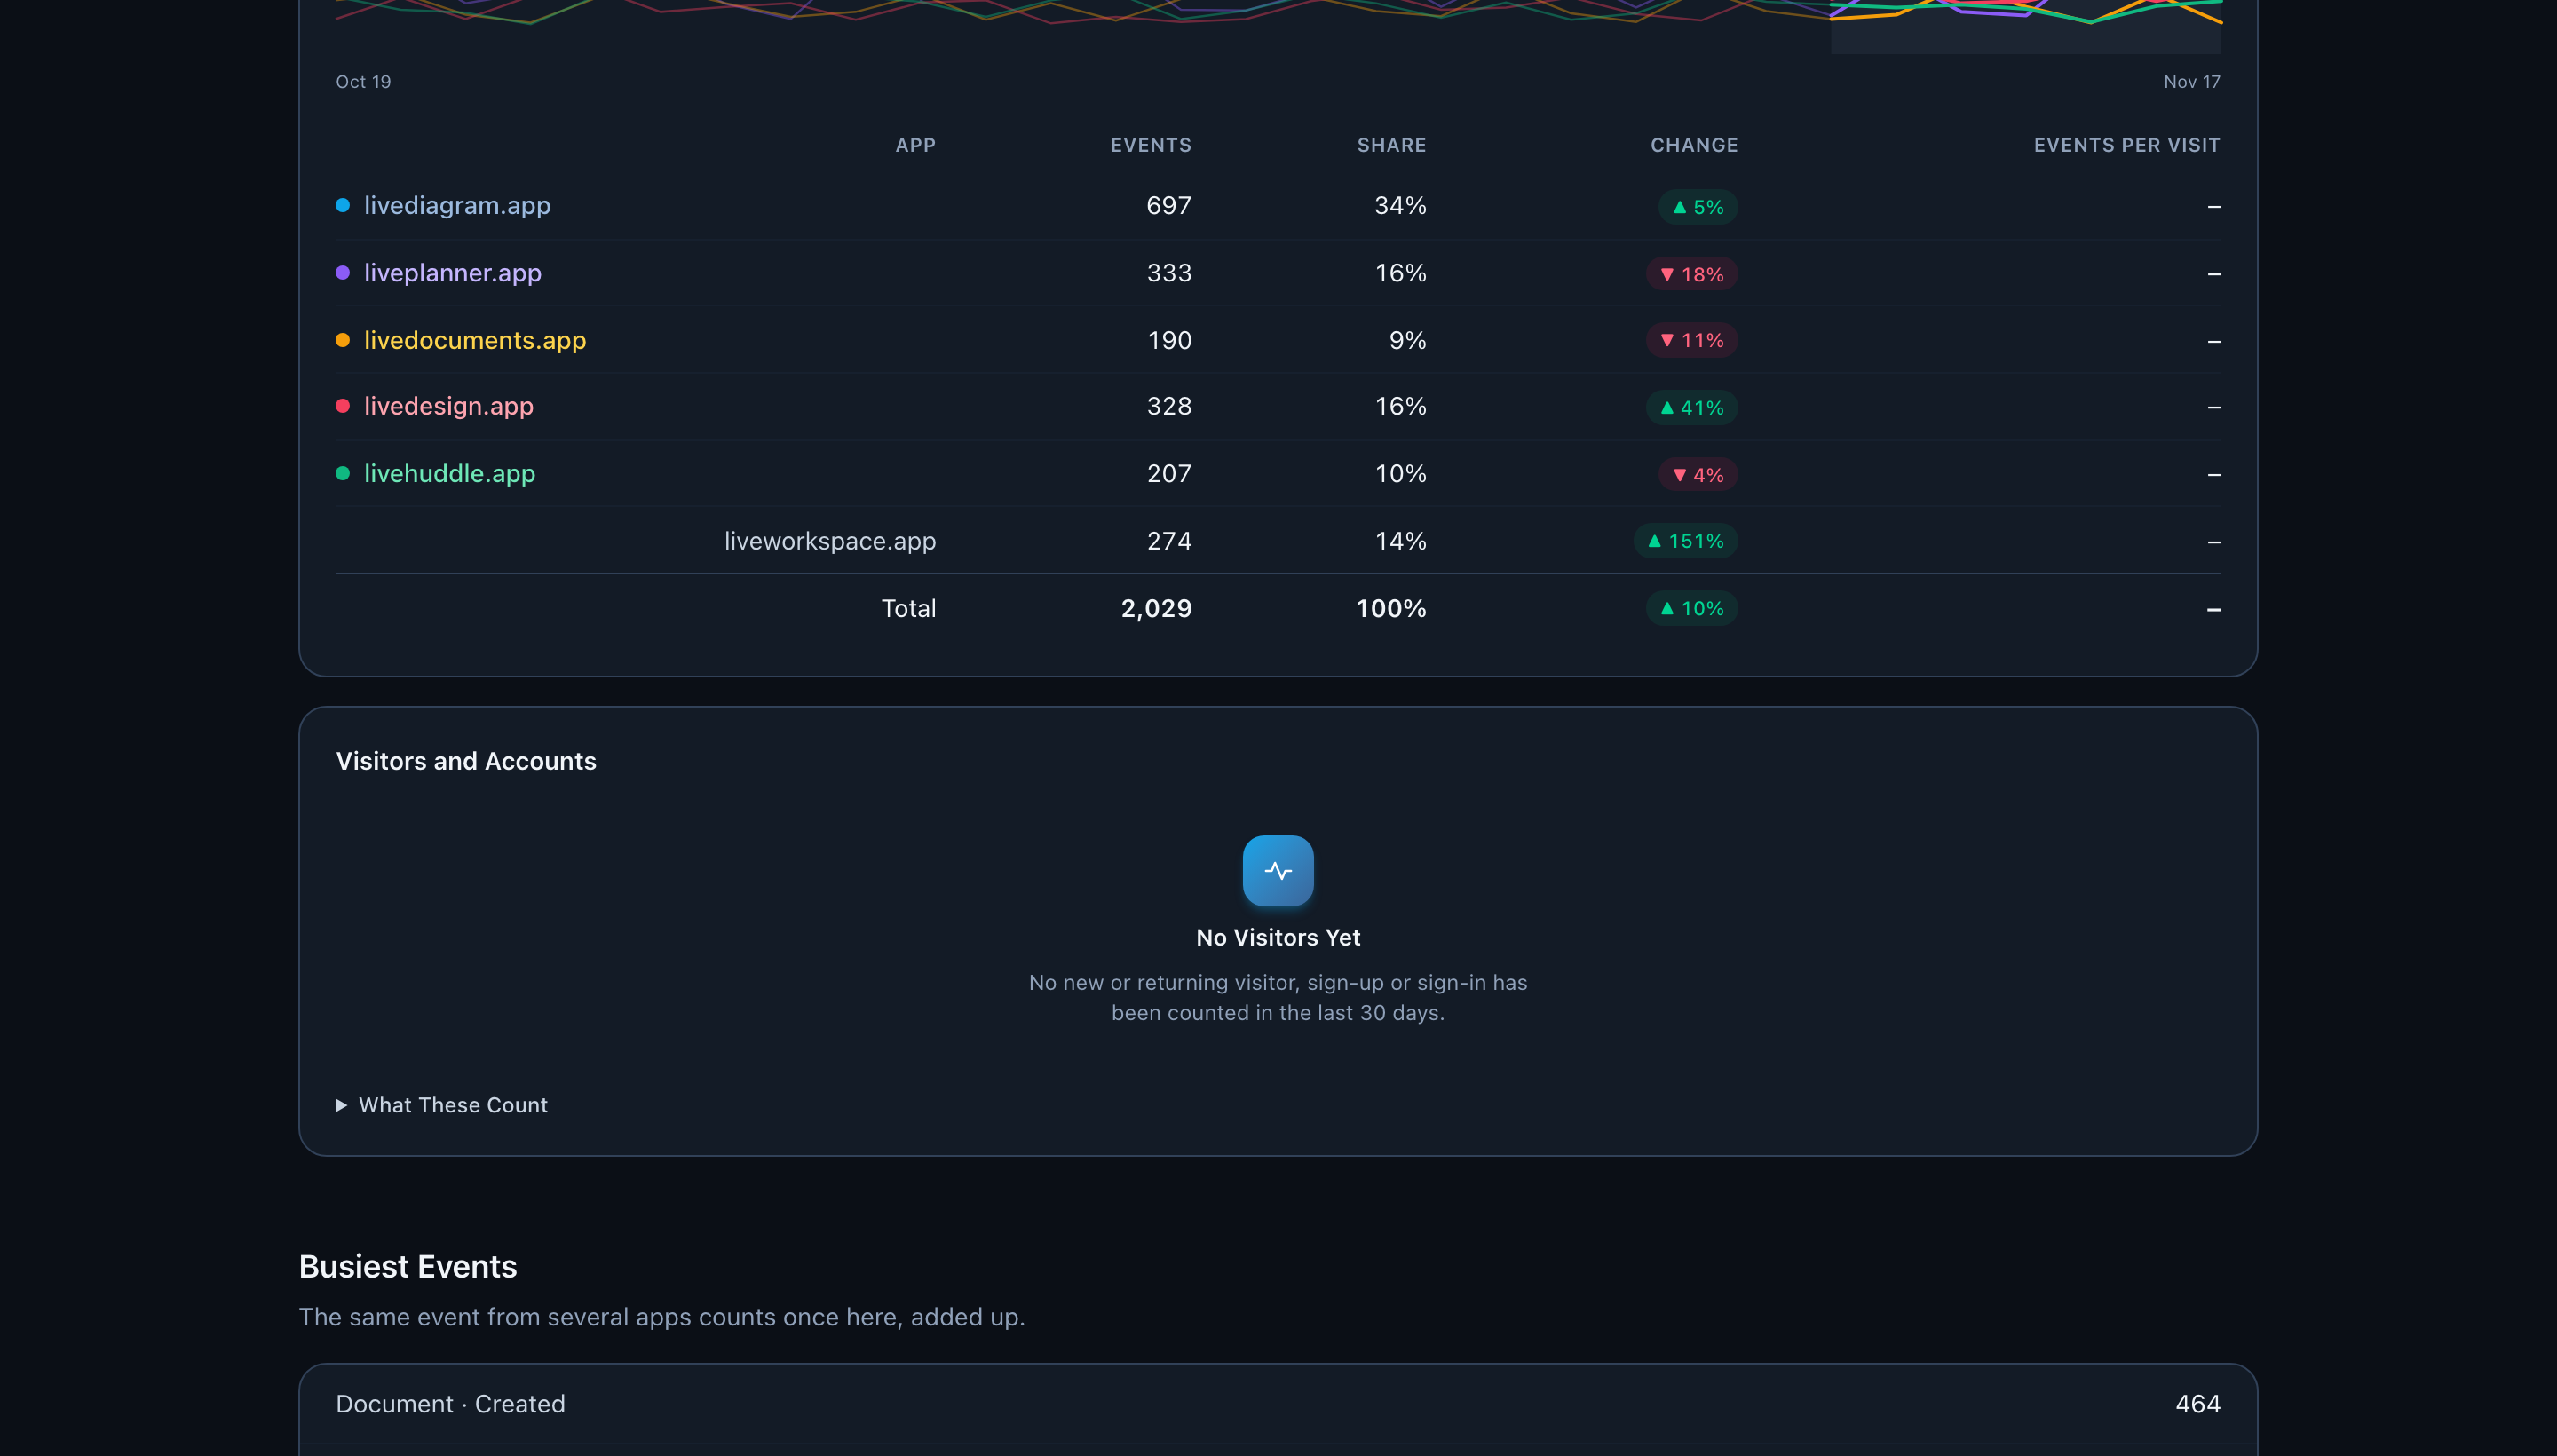 Oct 19 Nov 17
APP EVENTS SHARE CHANGE EVENTS PER VISIT
livediagram.app 697 34% ▲ 5% –
liveplanner.app 333 16% ▼ 18% –
livedocuments.app 190 9% ▼ 11% –
livedesign.app 328 16% ▲ 41% –
livehuddle.app 207 10% ▼ 4% –
liveworkspace.app 274 14% ▲ 151% –
Total 2,029 100% ▲ 10% –
Visitors and Accounts
No Visitors Yet
No new or returning visitor, sign-up or sign-in has
been counted in the last 30 days.
▶ What These Count
Busiest Events
The same event from several apps counts once here, added up.
Document · Created 464